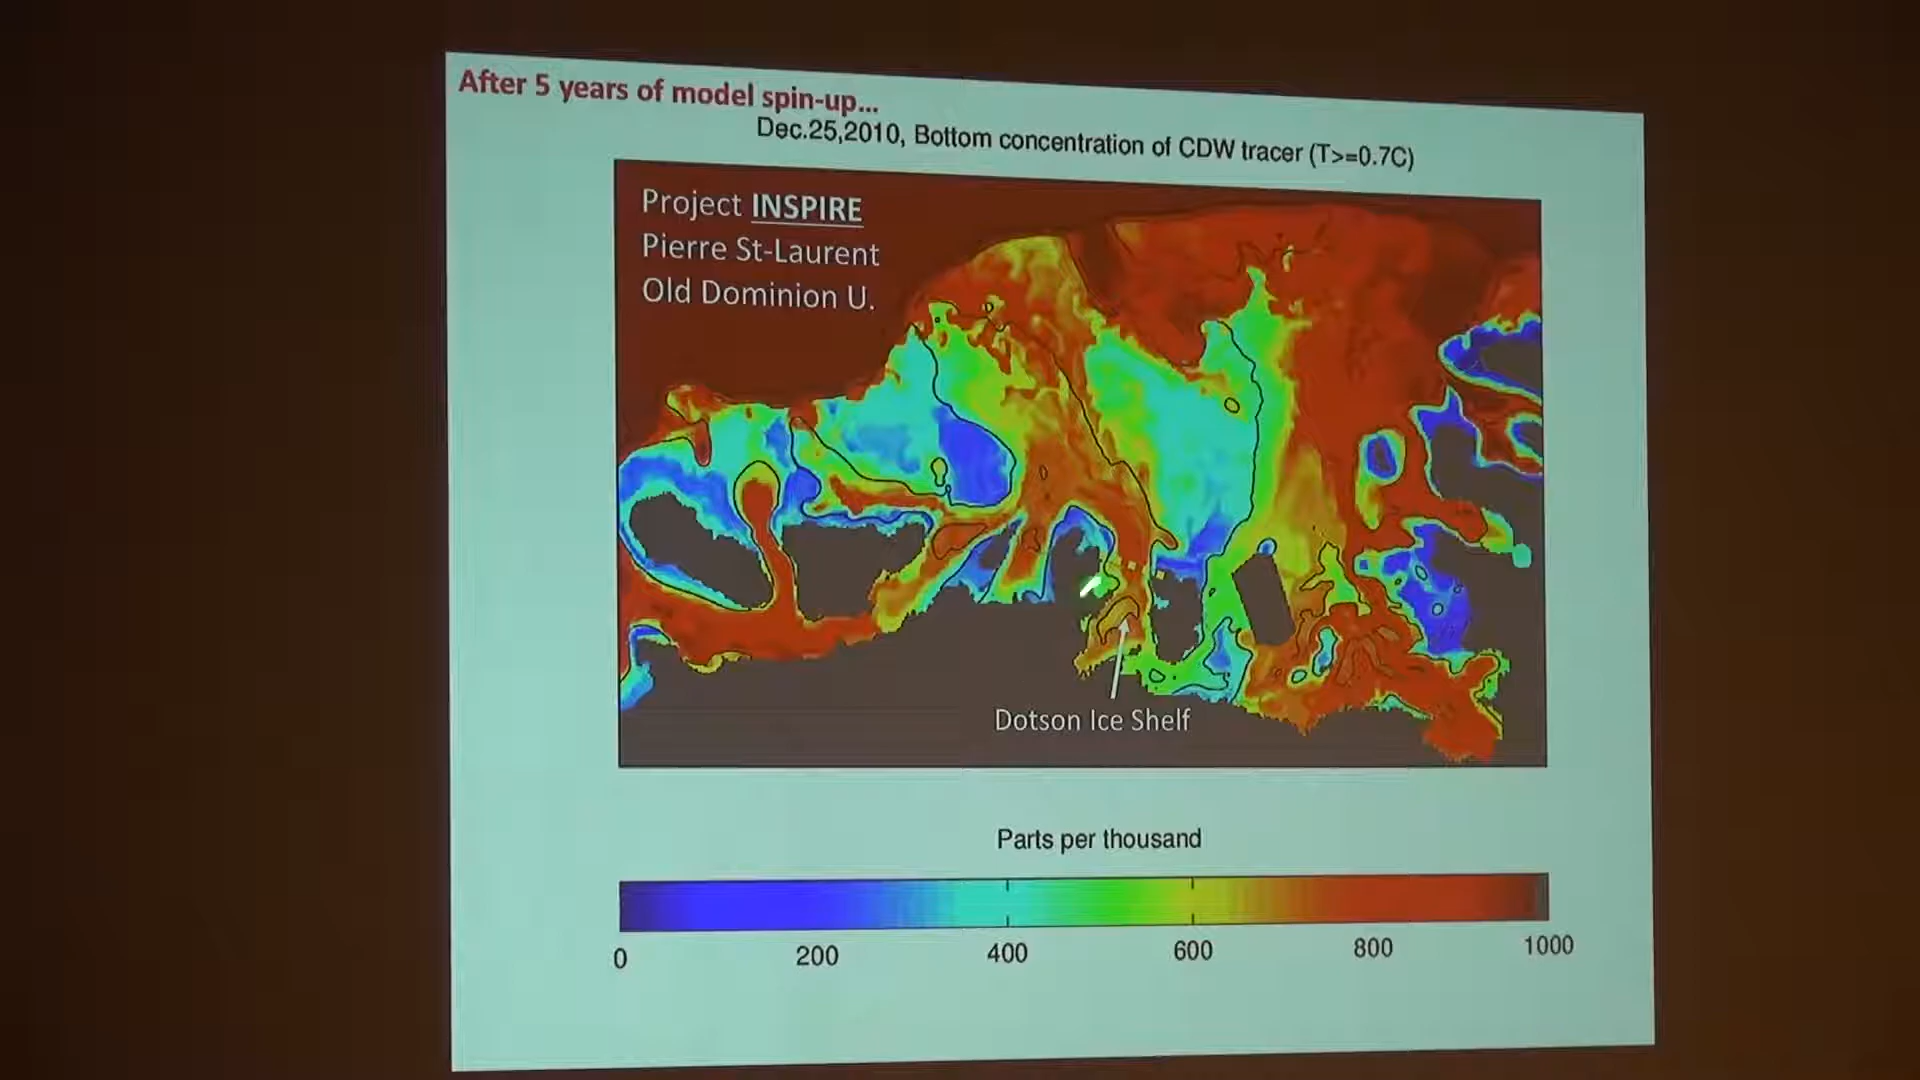 After 5 years of model spin-up...
Dec.25,2010, Bottom concentration of CDW tracer (T>=0.7C)
Project INSPIRE
Pierre St-Laurent
Old Dominion U.
Dotson Ice Shelf
Parts per thousand
0 200 400 600 800 1000